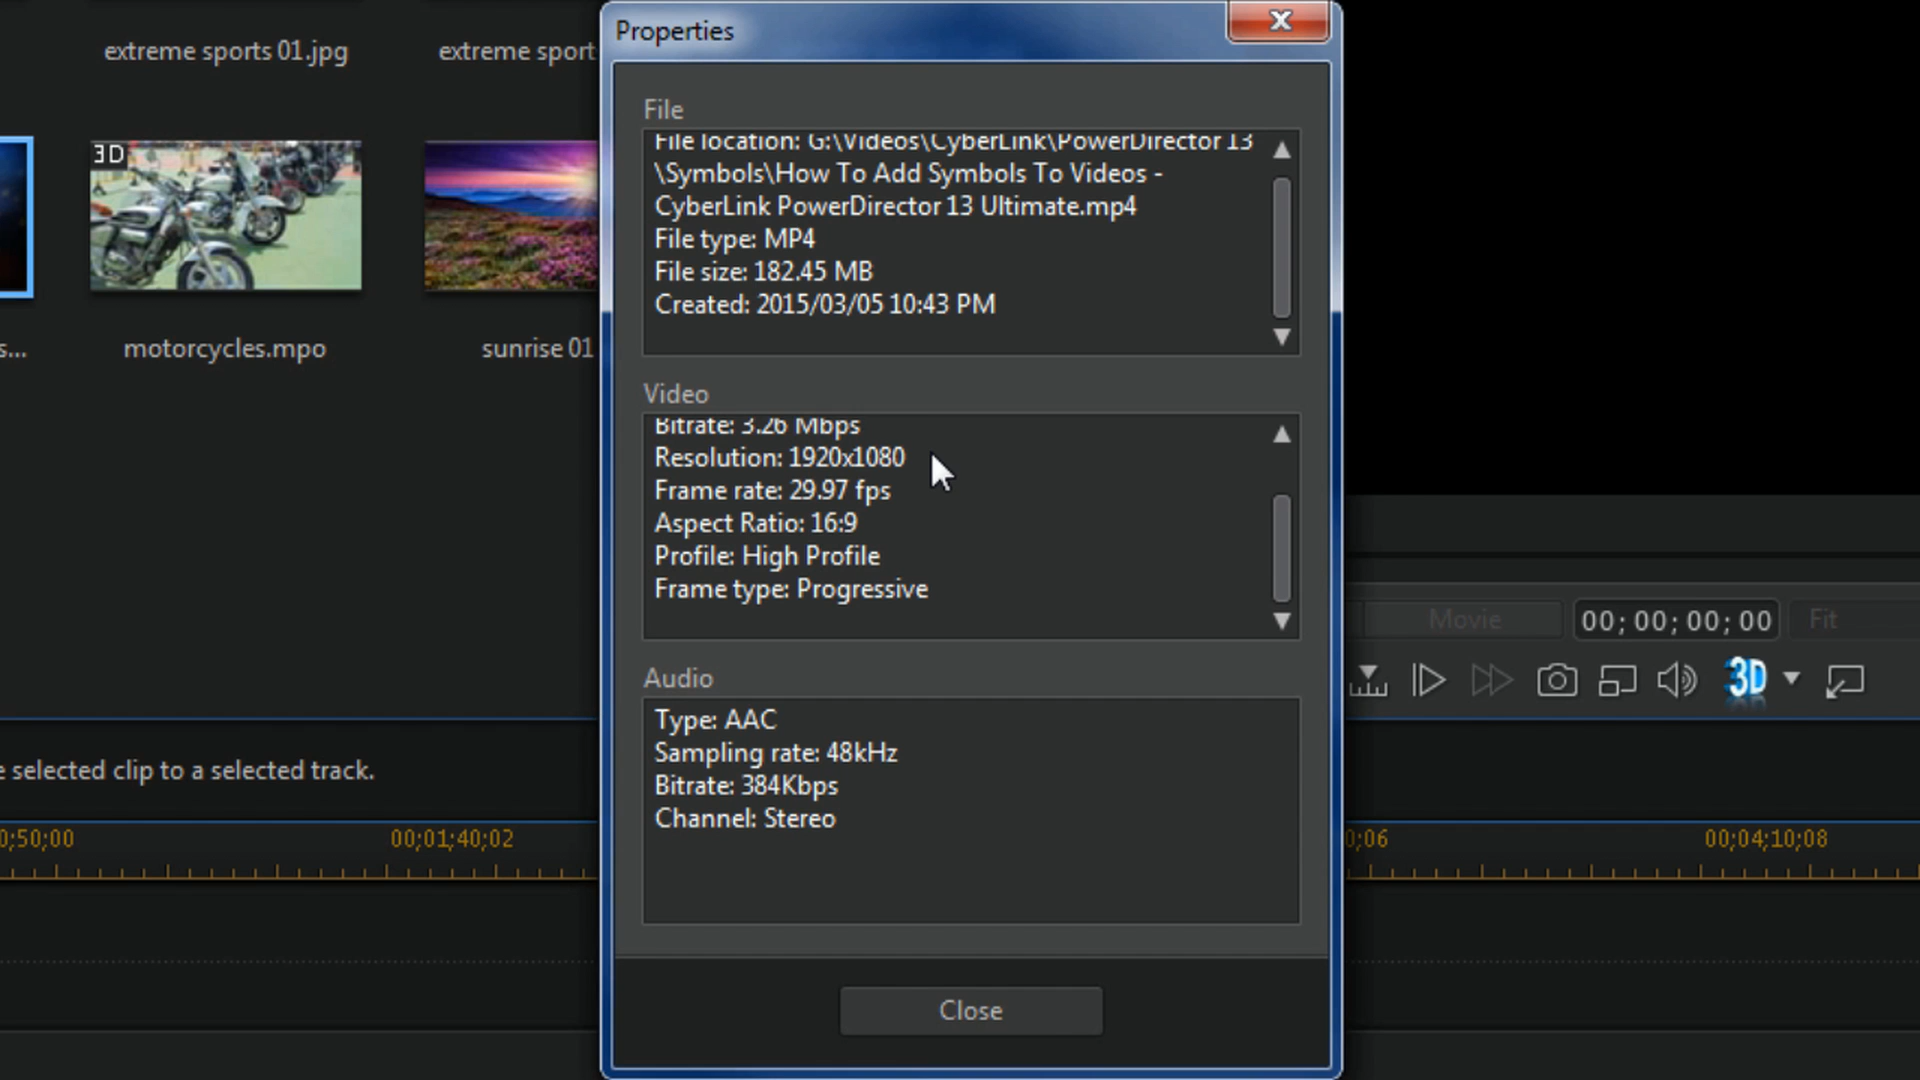 Properties
extreme sports 01.jpg
extreme sport
File
File location: G:\Videos\CyberLink\PowerDirector 13
\Symbols\How To Add Symbols To Videos -
CyberLink PowerDirector 13 Ultimate.mp4
File type: MP4
File size: 182.45 MB
Created: 2015/03/05 10:43 PM
3D
s...
motorcycles.mpo
sunrise 01
Video
Bitrate: 3.26 Mbps
Resolution: 1920x1080
Frame rate: 29.97 fps
Aspect Ratio: 16:9
Profile: High Profile
Frame type: Progressive
Movie
00; 00; 00; 00
Fit
3D
Audio
Type: AAC
Sampling rate: 48kHz
Bitrate: 384Kbps
Channel: Stereo
e selected clip to a selected track.
0;50;00
00;01;40;02
0;06
00;04;10;08
Close